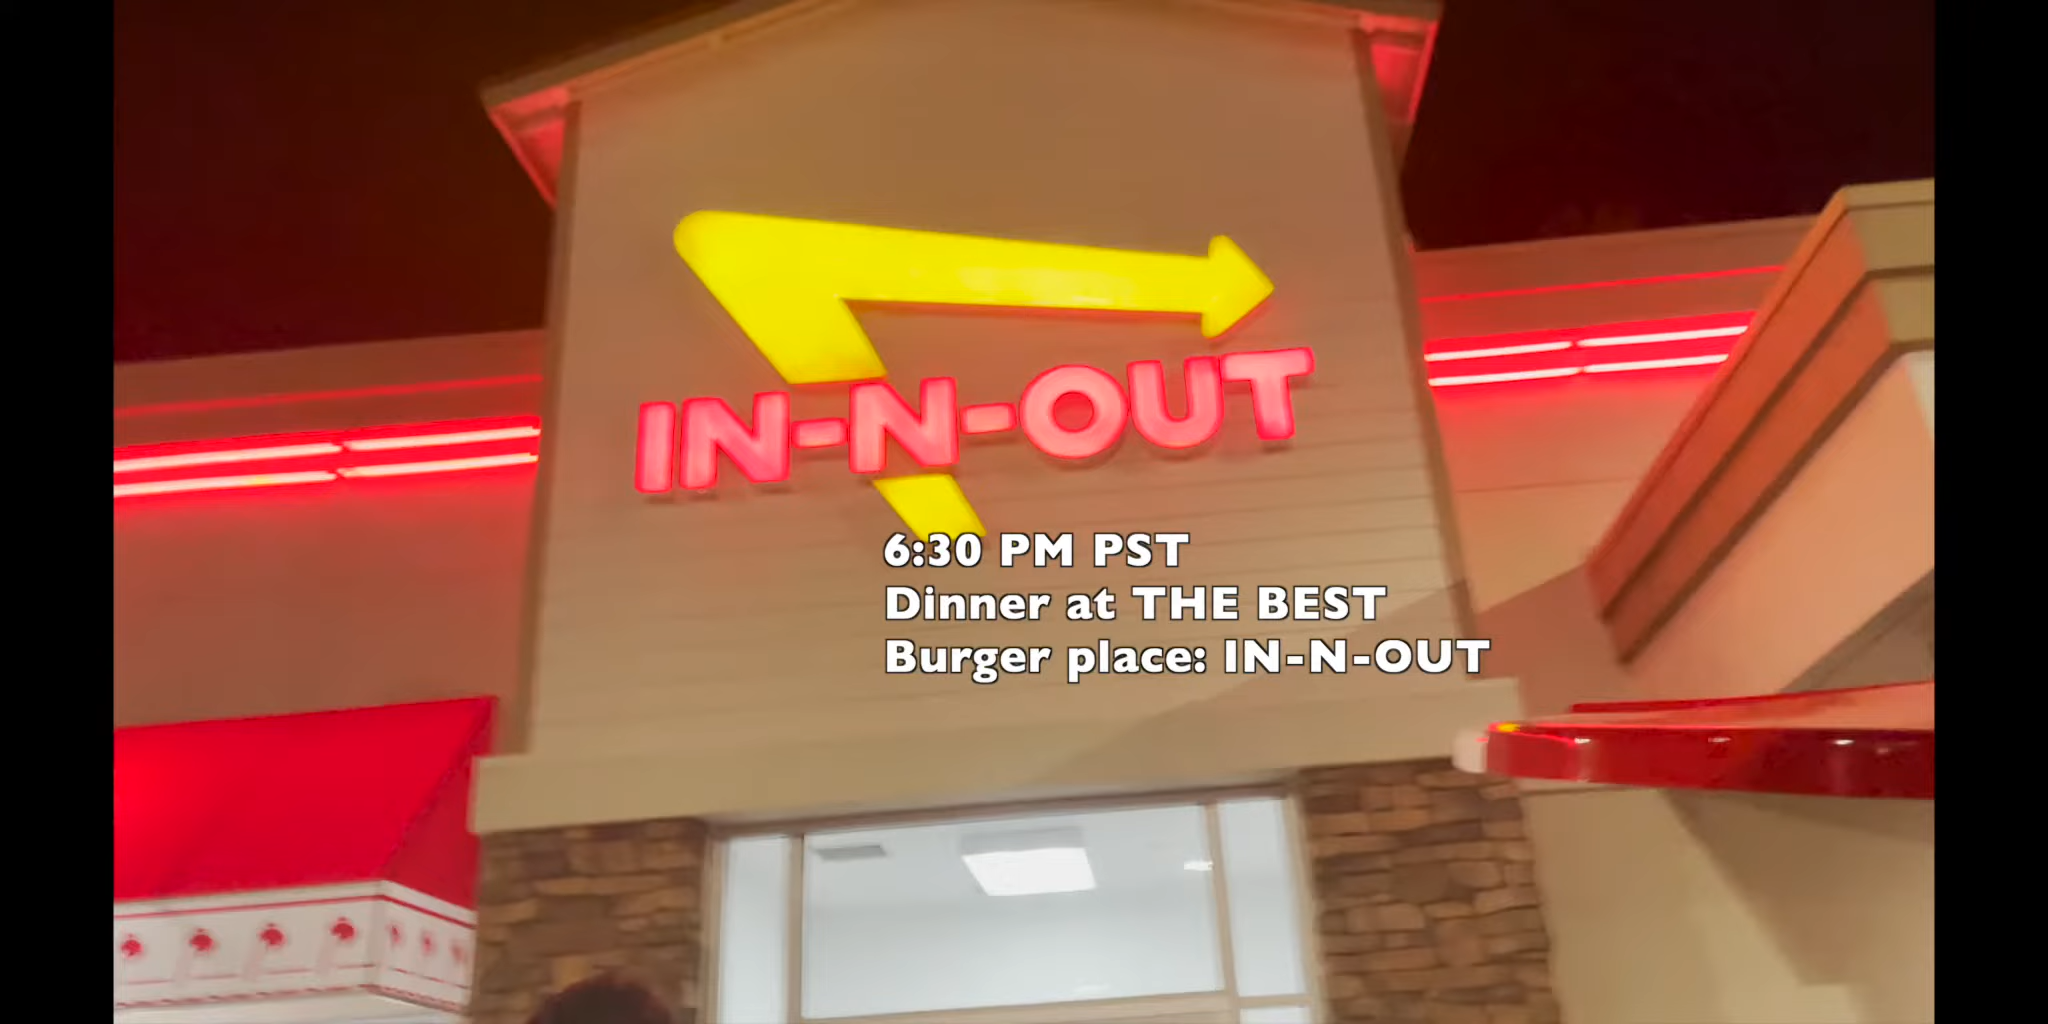 IN-N-OUT
6:30 PM PST
Dinner at THE BEST
Burger place: IN-N-OUT